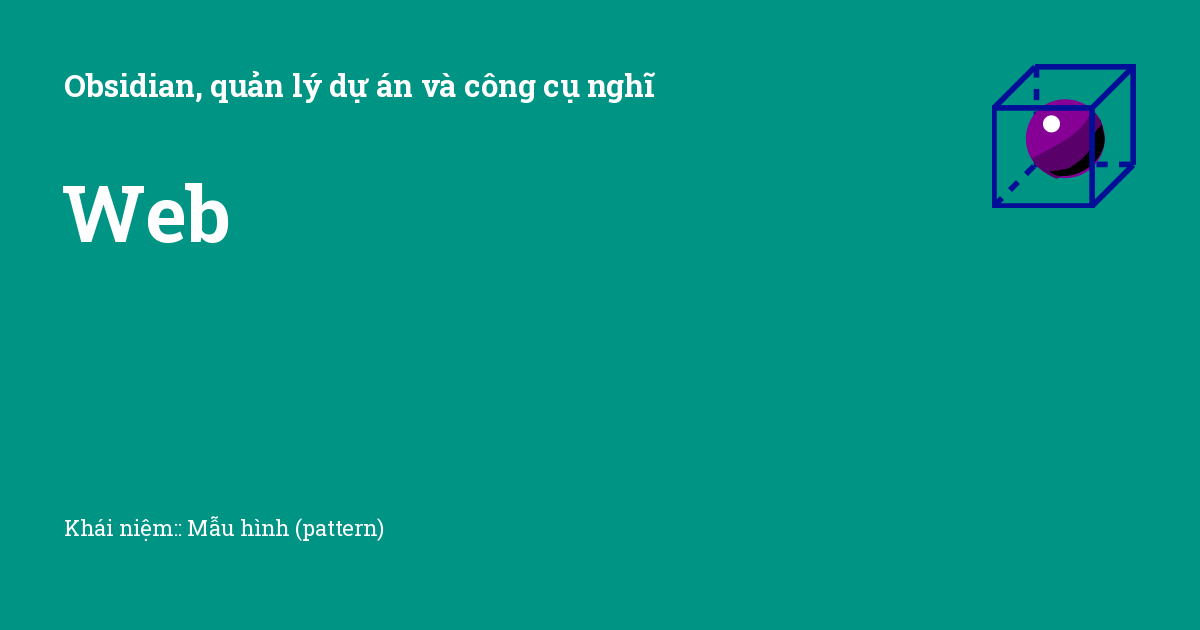 Obsidian, quản lý dự án và công cụ nghĩ
Web
Khái niệm:: Mẫu hình (pattern)